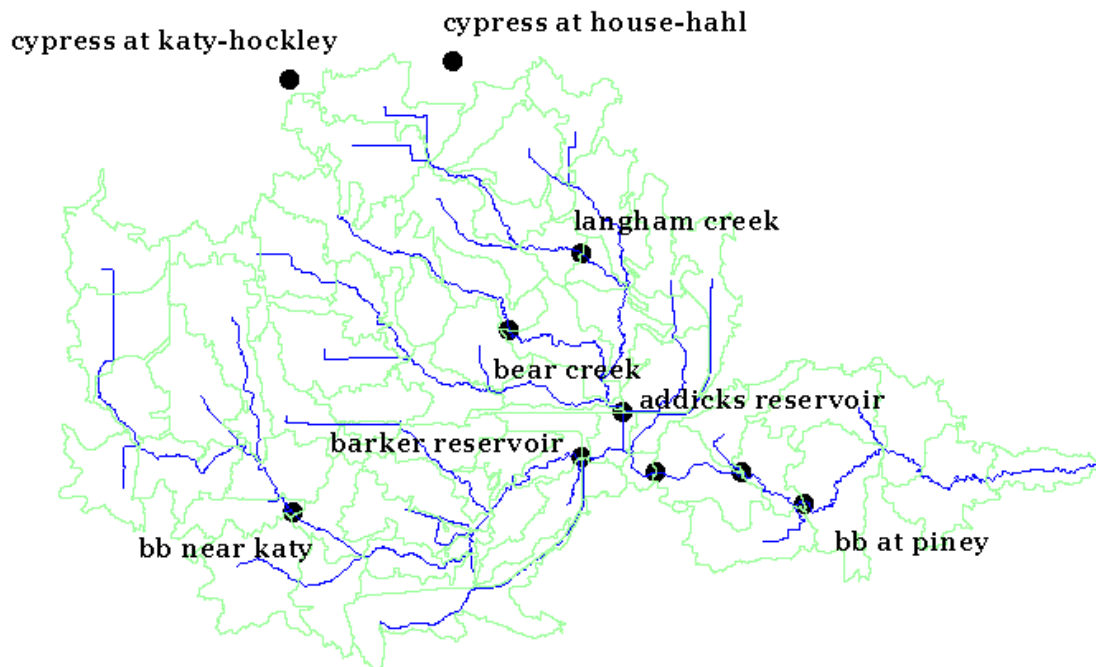 cypress at house-hahl
cypress at katy-hockley
langham creek
bear creek
addicks reservoir
barker reservoir
bb near katy
bb at piney